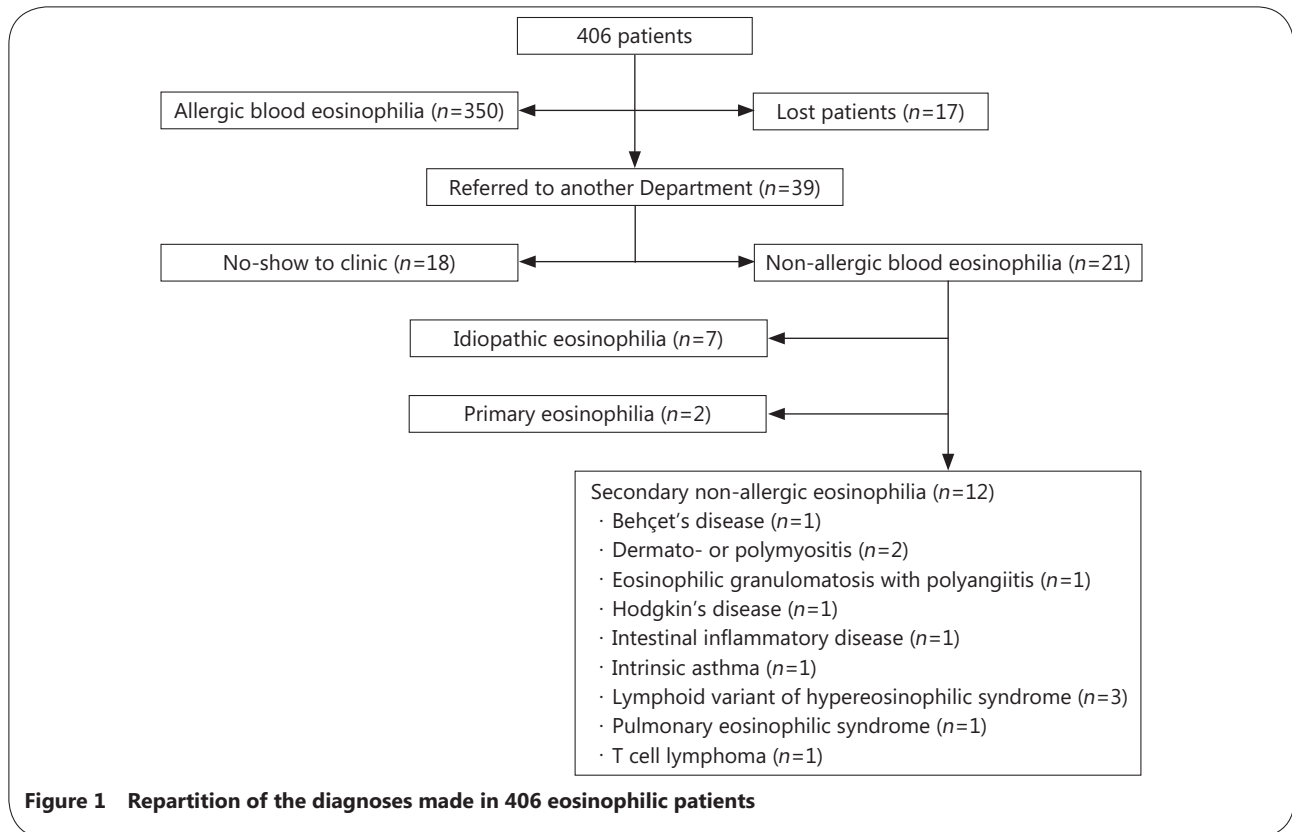 406 patients
Allergic blood eosinophilia (n=350)
Lost patients (n=17)
Referred to another Department (n=39)
No-show to clinic (n=18)
Non-allergic blood eosinophilia (n=21)
Idiopathic eosinophilia (n=7)
Primary eosinophilia (n=2)
Secondary non-allergic eosinophilia (n=12)
· Behçet's disease (n=1)
· Dermato- or polymyositis (n=2)
· Eosinophilic granulomatosis with polyangiitis (n=1)
· Hodgkin's disease (n=1)
· Intestinal inflammatory disease (n=1)
· Intrinsic asthma (n=1)
· Lymphoid variant of hypereosinophilic syndrome (n=3)
· Pulmonary eosinophilic syndrome (n=1)
· T cell lymphoma (n=1)
Figure 1 Repartition of the diagnoses made in 406 eosinophilic patients